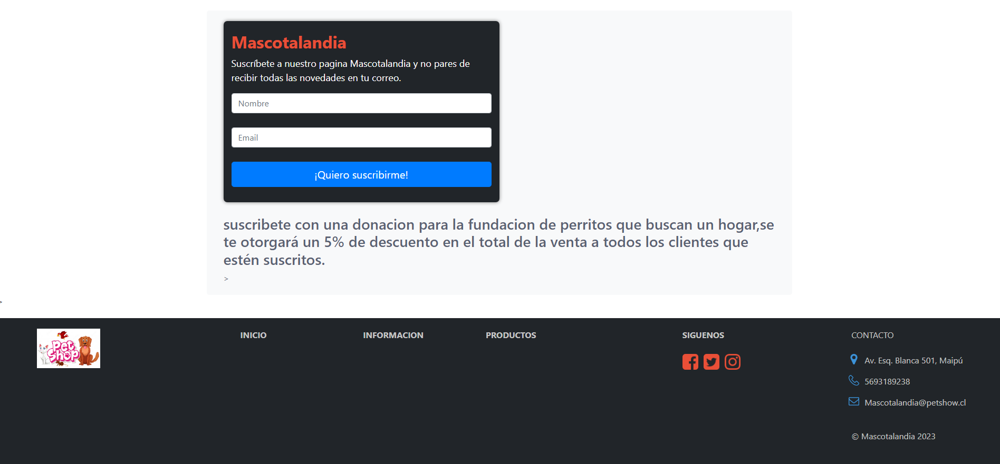 Mascotalandia
Suscríbete a nuestro pagina Mascotalandia y no pares de
recibir todas las novedades en tu correo.
Nombre
Email
¡Quiero suscribirme!
suscribete con una donacion para la fundacion de perritos que buscan un hogar,se
te otorgará un 5% de descuento en el total de la venta a todos los clientes que
estén suscritos.
>
>
Pet
Shop
INICIO
INFORMACION
PRODUCTOS
SIGUENOS
CONTACTO
Av. Esq. Blanca 501, Maipú
5693189238
Mascotalandia@petshow.cl
© Mascotalandia 2023